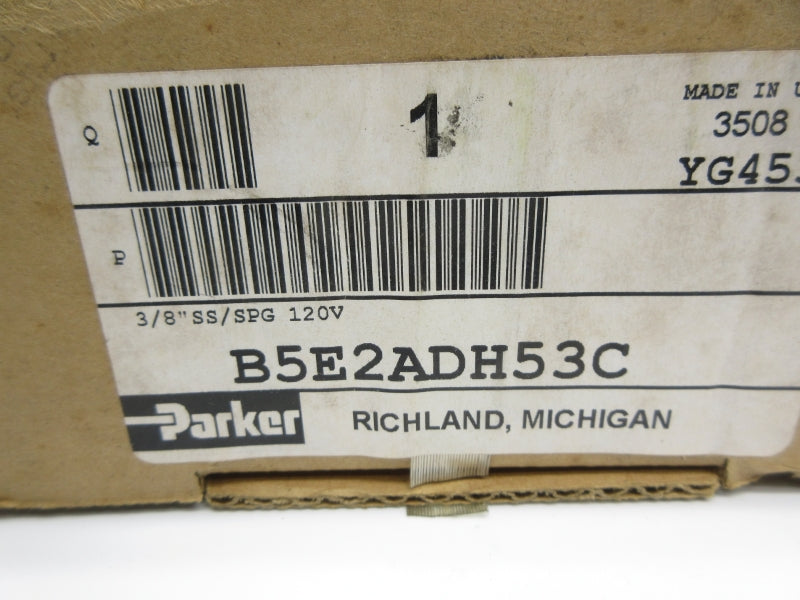 Q
1
MADE IN
3508
YG45
P
3/8"SS/SPG 120V
B5E2ADH53C
Parker
RICHLAND, MICHIGAN